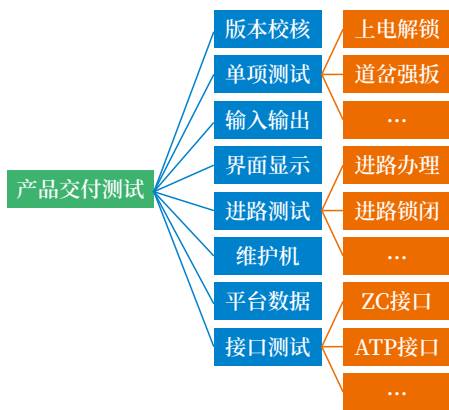 产品交付测试
版本校核
单项测试
输入输出
界面显示
进路测试
维护机
平台数据
接口测试
上电解锁
道岔强扳
…
进路办理
进路锁闭
…
ZC接口
ATP接口
…